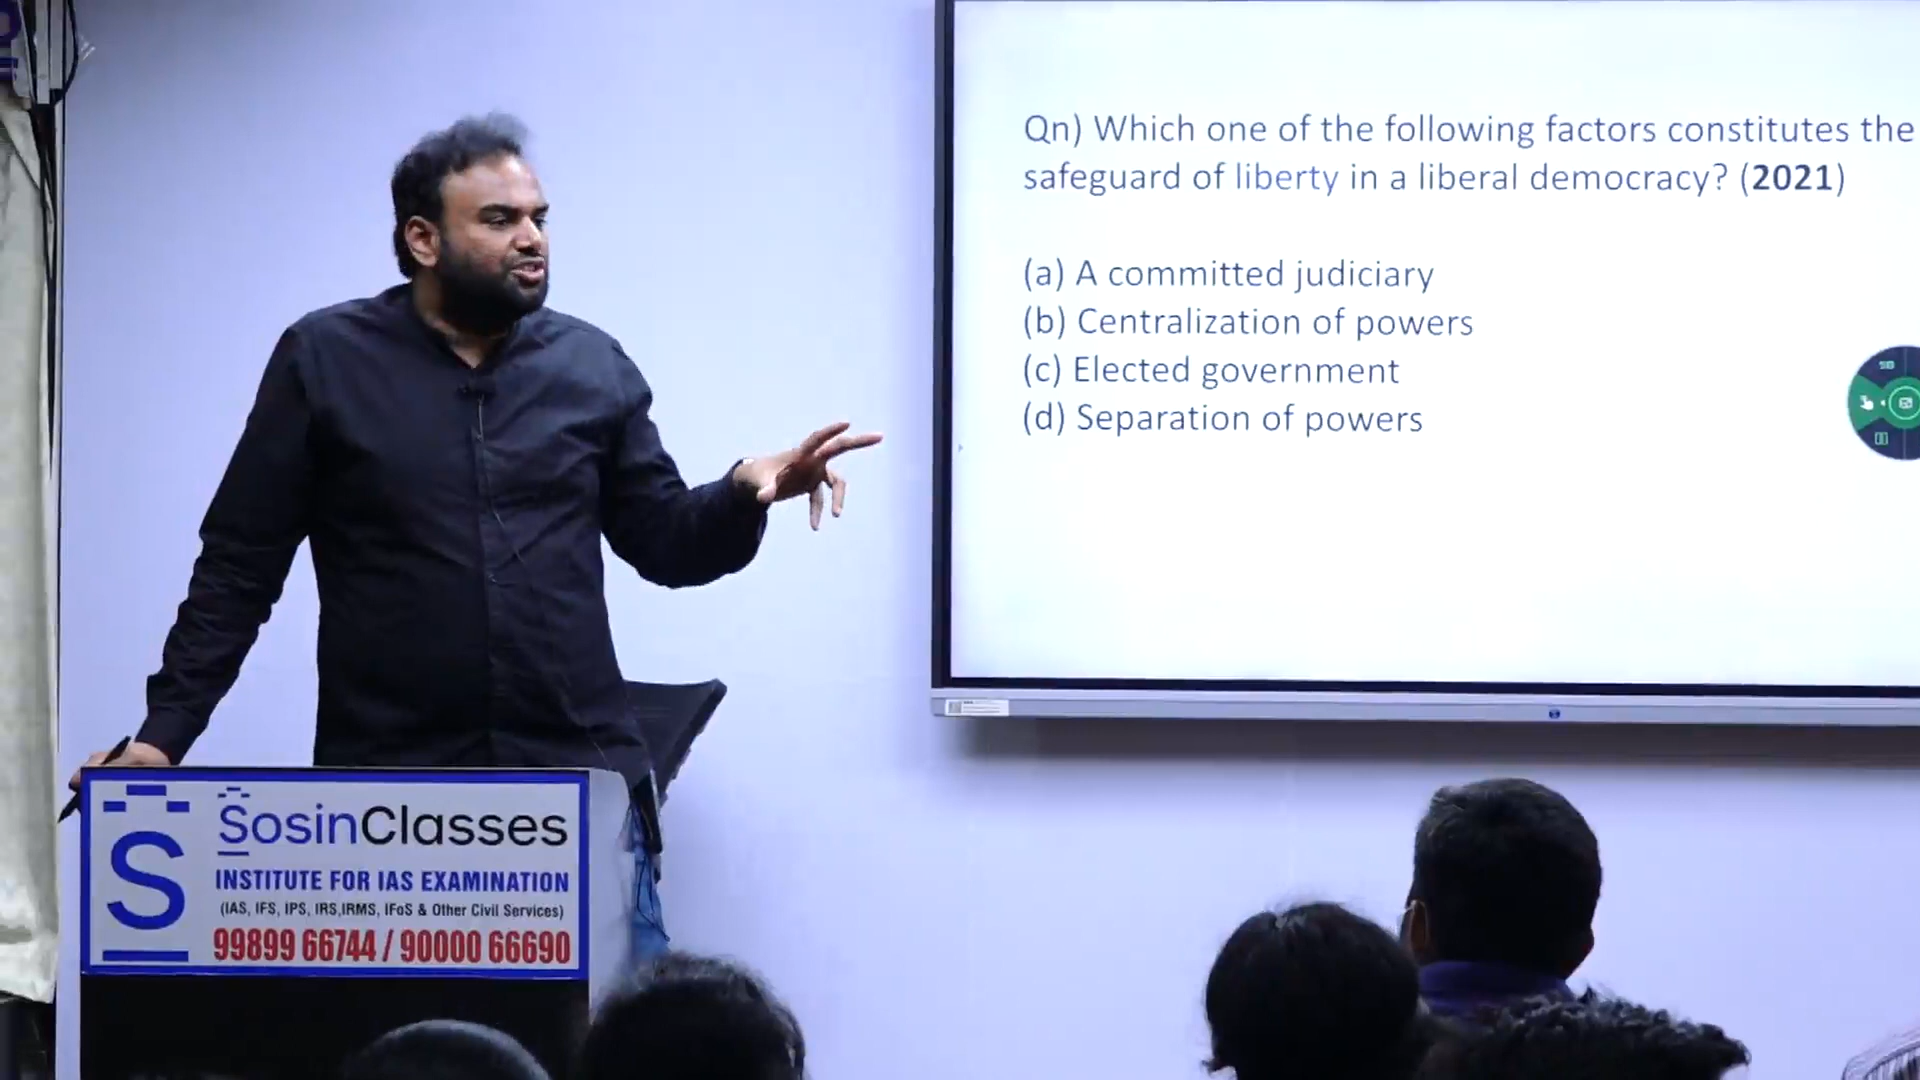 Qn) Which one of the following factors constitutes the
safeguard of liberty in a liberal democracy? (2021)
(a) A committed judiciary
(b) Centralization of powers
(c) Elected government
(d) Separation of powers
S
SosinClasses
INSTITUTE FOR IAS EXAMINATION
(IAS, IFS, IPS, IRS,IRMS, IFoS & Other Civil Services)
99899 66744 / 90000 66690